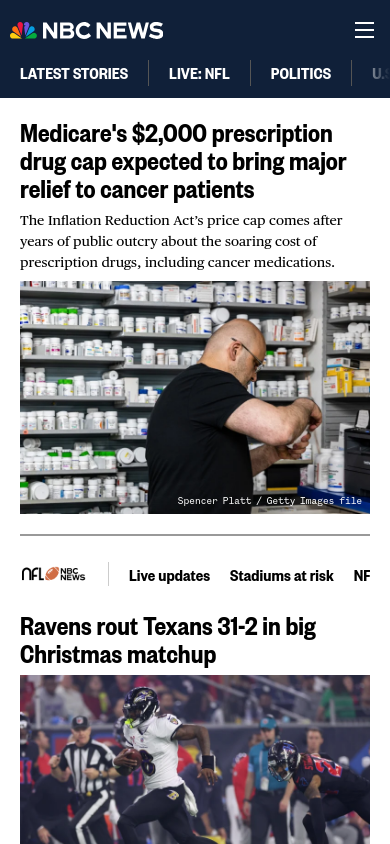 NBC NEWS
LATEST STORIES LIVE: NFL POLITICS U.S
Medicare's $2,000 prescription
drug cap expected to bring major
relief to cancer patients
The Inflation Reduction Act’s price cap comes after
years of public outcry about the soaring cost of
prescription drugs, including cancer medications.
Spencer Platt / Getty Images file
NFL NBC NEWS Live updates Stadiums at risk NF
Ravens rout Texans 31-2 in big
Christmas matchup